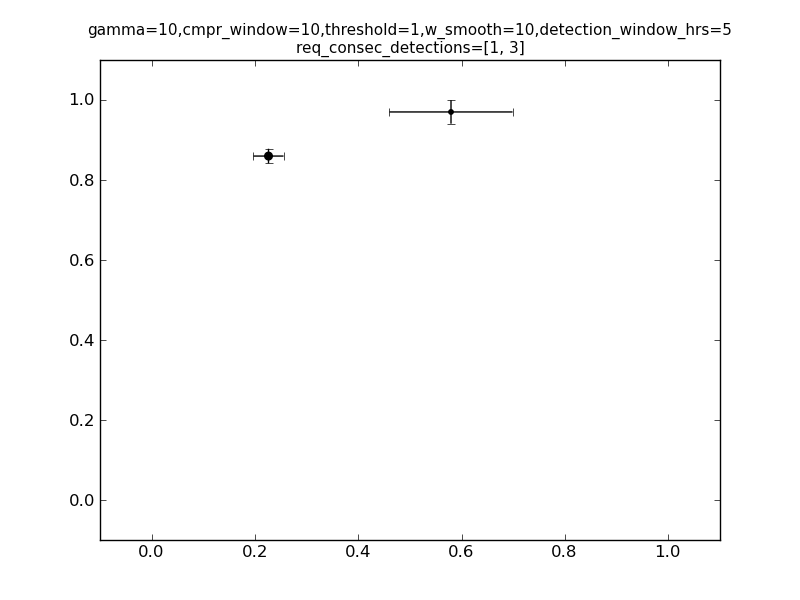 gamma=10,cmpr_window=10,threshold=1,w_smooth=10,detection_window_hrs=5
req_consec_detections=[1, 3]
1.0
0.8
0.6
0.4
0.2
0.0
0.0 0.2 0.4 0.6 0.8 1.0